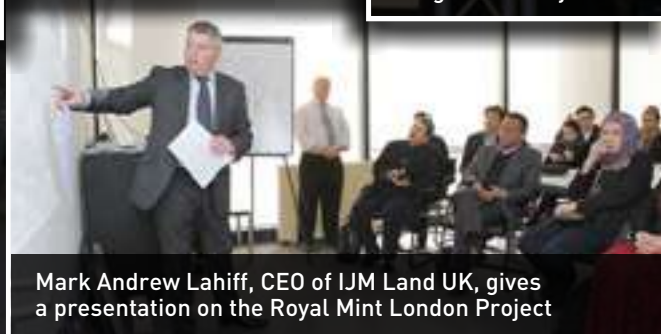 Mark Andrew Lahiff, CEO of IJM Land UK, gives
a presentation on the Royal Mint London Project